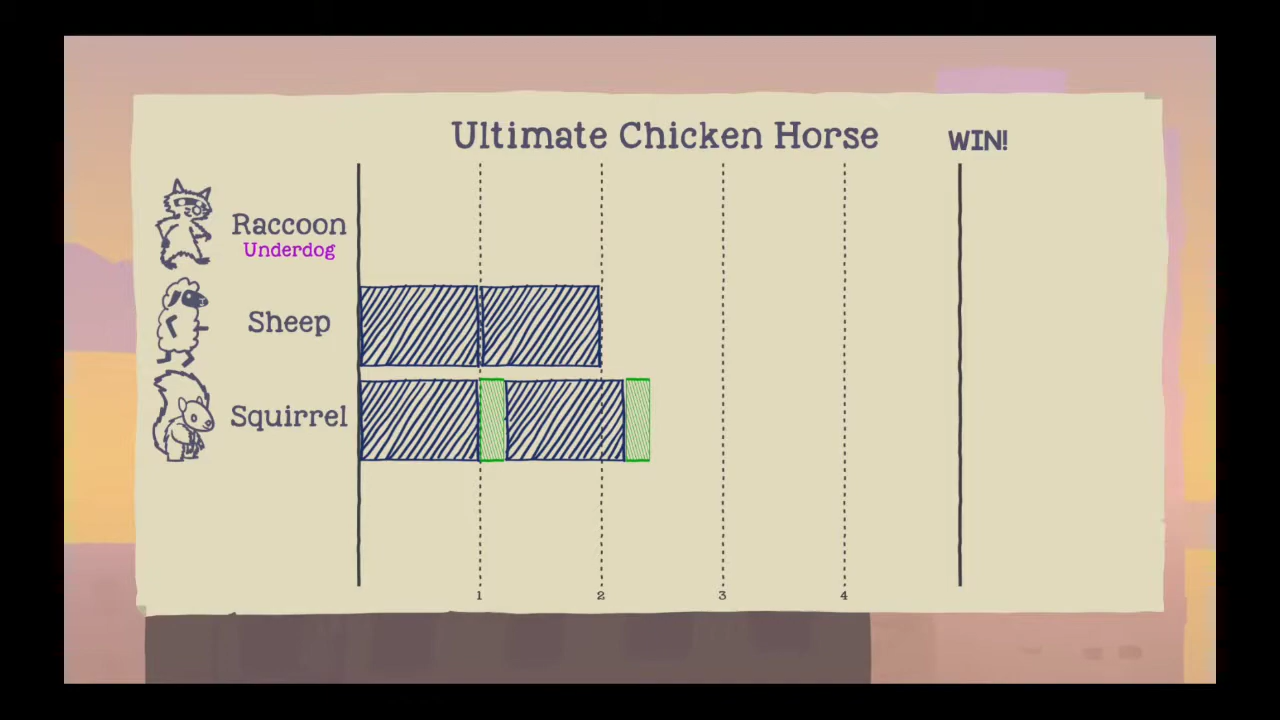 Ultimate Chicken Horse
WIN!
Raccoon
Underdog
Sheep
Squirrel
1 2 3 4